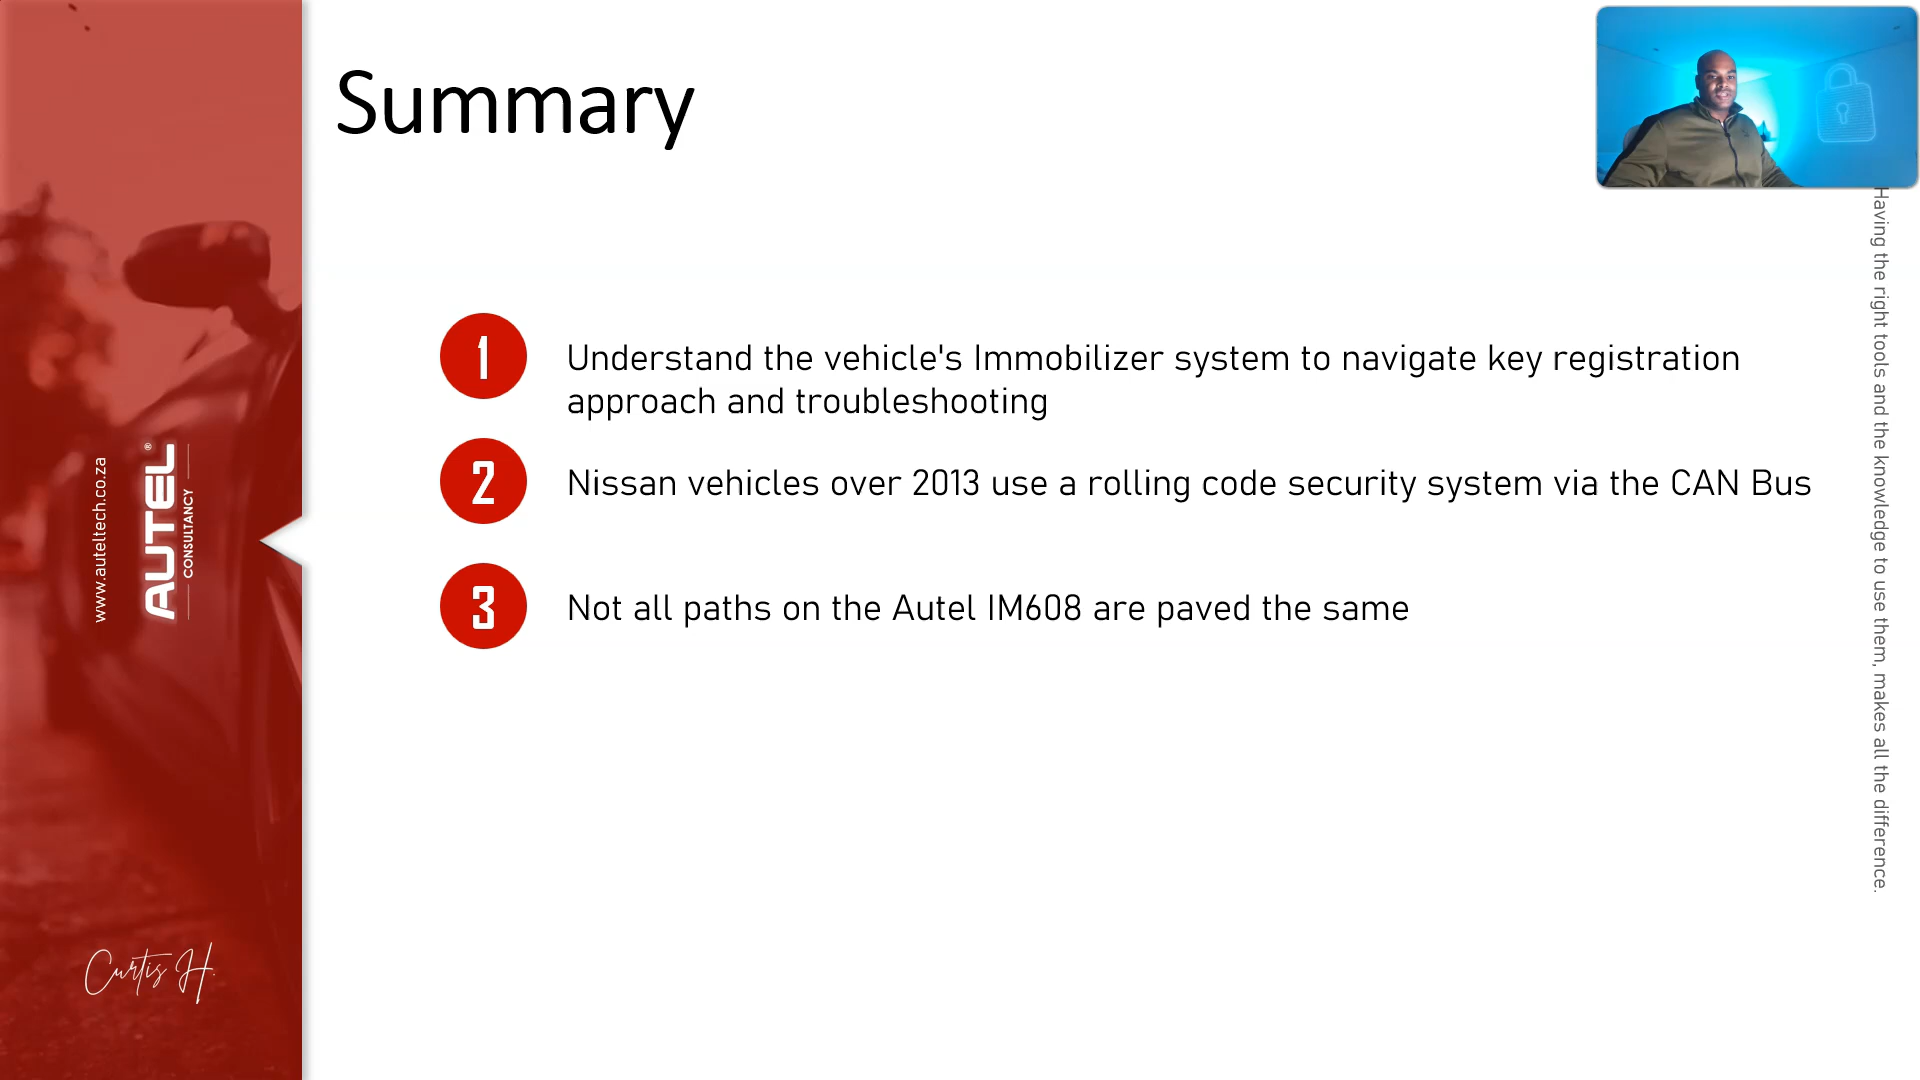 Summary
1
Understand the vehicle's Immobilizer system to navigate key registration
approach and troubleshooting
2
Nissan vehicles over 2013 use a rolling code security system via the CAN Bus
3
Not all paths on the Autel IM608 are paved the same
www.auteltech.co.za
AUTEL®
CONSULTANCY
Curtis H.
Having the right tools and the knowledge to use them, makes all the difference.